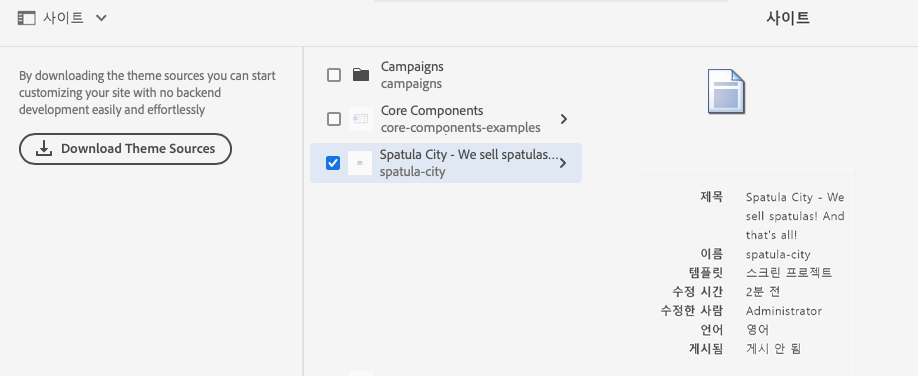 사이트
사이트
By downloading the theme sources you can start
customizing your site with no backend
development easily and effortlessly
Download Theme Sources
Campaigns
campaigns
Core Components
core-components-examples
Spatula City - We sell spatulas...
spatula-city
제목 Spatula City - We
sell spatulas! And
that's all!
이름 spatula-city
템플릿 스크린 프로젝트
수정 시간 2분 전
수정한 사람 Administrator
언어 영어
게시됨 게시 안 됨